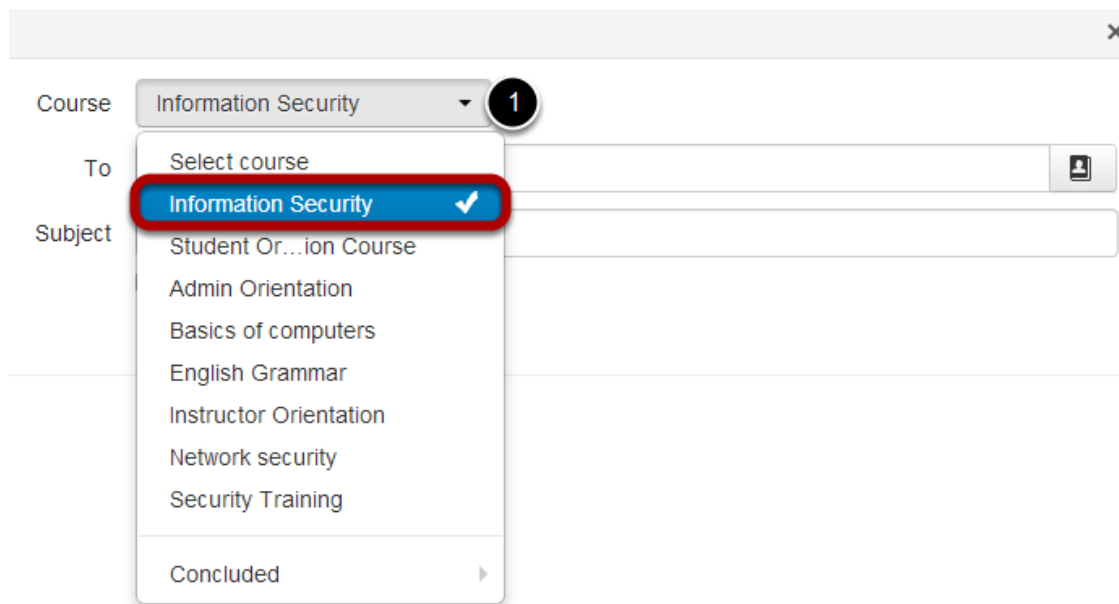 ×
Course Information Security 1
To
Select course
Information Security
Subject
Student Or...ion Course
Admin Orientation
Basics of computers
English Grammar
Instructor Orientation
Network security
Security Training
Concluded